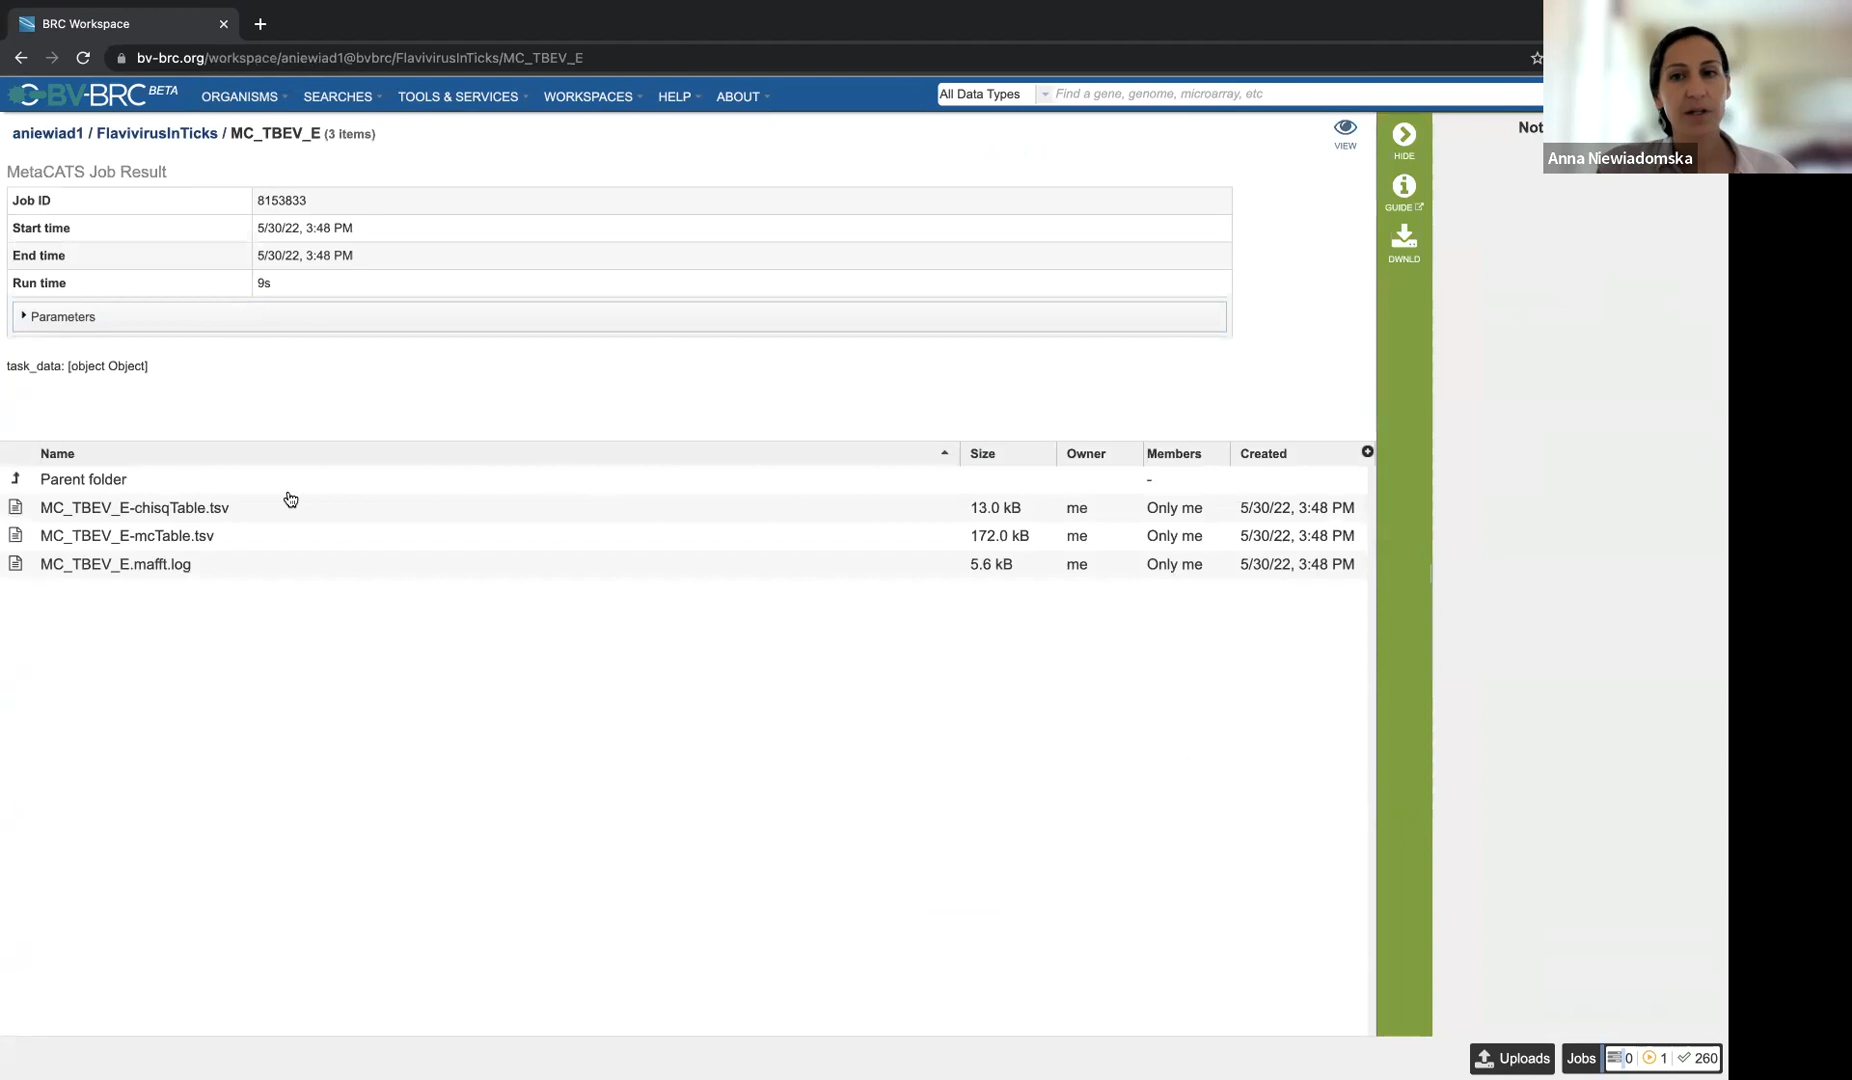 BRC Workspace
bv-brc.org/workspace/aniewiad1@bvbrc/FlavivirusInTicks/MC_TBEV_E
BV-BRC BETA
ORGANISMS SEARCHES TOOLS & SERVICES WORKSPACES HELP ABOUT
All Data Types Find a gene, genome, microarray, etc
aniewiad1 / FlavivirusInTicks / MC_TBEV_E (3 items)
VIEW
HIDE
GUIDE
DWNLD
Not
Anna Niewiadomska
MetaCATS Job Result
Job ID 8153833
Start time 5/30/22, 3:48 PM
End time 5/30/22, 3:48 PM
Run time 9s
Parameters
task_data: [object Object]
Name Size Owner Members Created
Parent folder -
MC_TBEV_E-chisqTable.tsv 13.0 kB me Only me 5/30/22, 3:48 PM
MC_TBEV_E-mcTable.tsv 172.0 kB me Only me 5/30/22, 3:48 PM
MC_TBEV_E.mafft.log 5.6 kB me Only me 5/30/22, 3:48 PM
Uploads Jobs 0 1 260